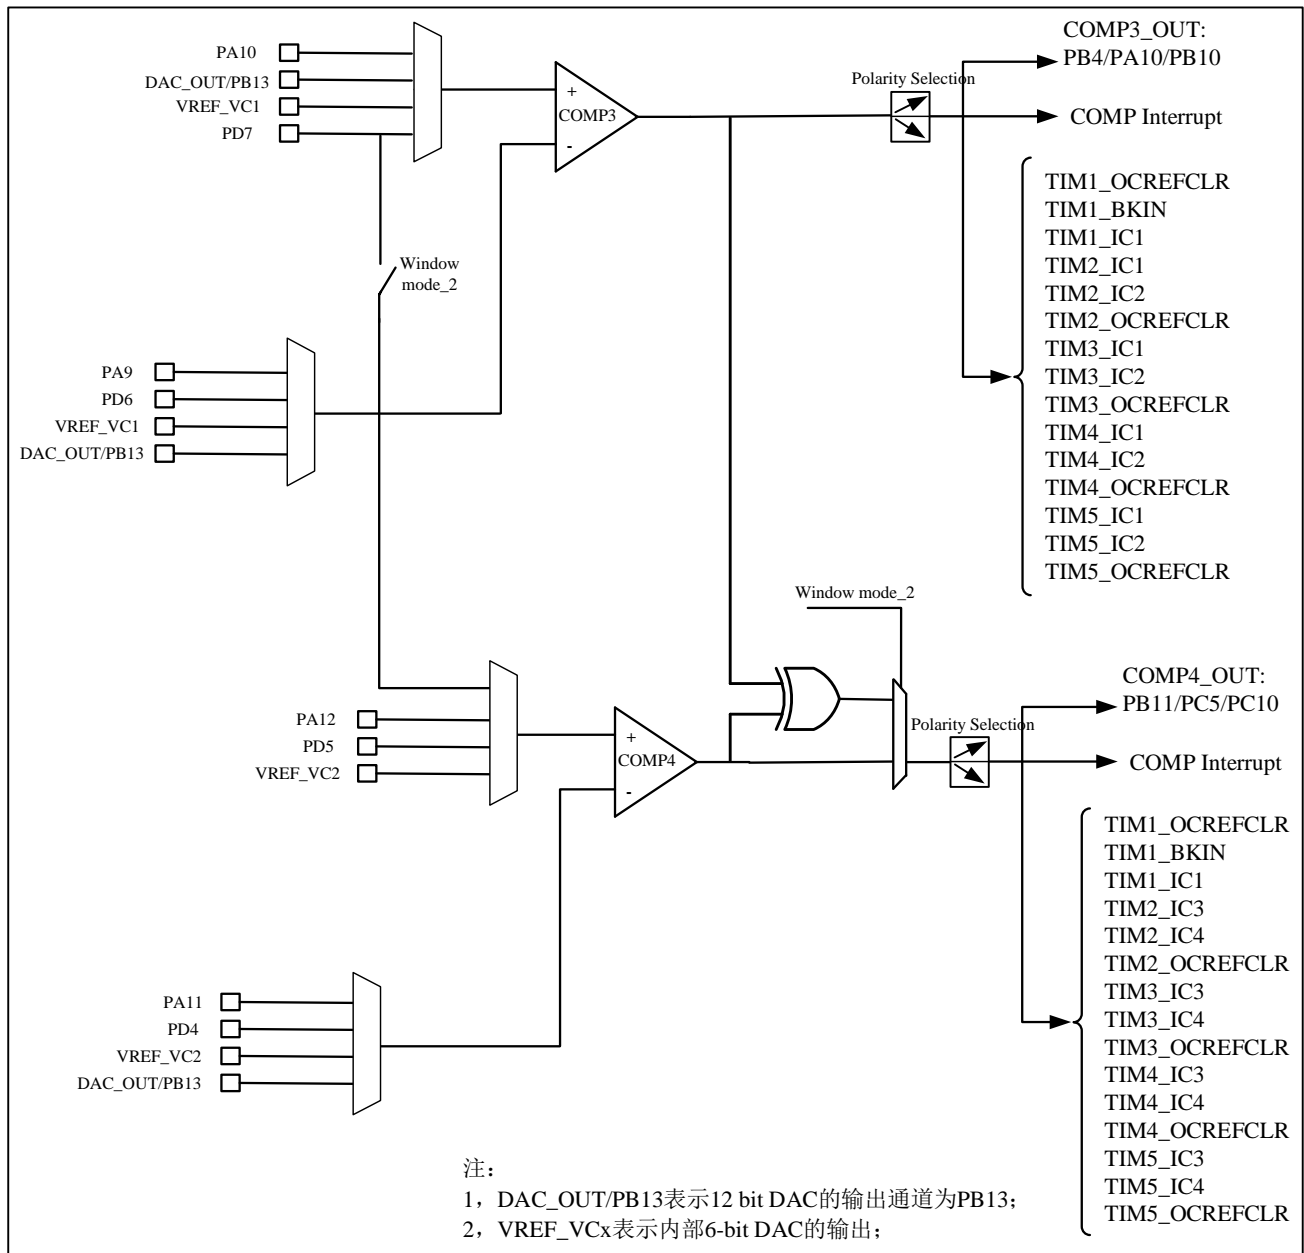 COMP3_OUT:
PB4/PA10/PB10
PA10
DAC_OUT/PB13
VREF_VC1
PD7
+
COMP3
-
Polarity Selection
COMP Interrupt
TIM1_OCREFCLR
TIM1_BKIN
TIM1_IC1
TIM2_IC1
TIM2_IC2
TIM2_OCREFCLR
TIM3_IC1
TIM3_IC2
TIM3_OCREFCLR
TIM4_IC1
TIM4_IC2
TIM4_OCREFCLR
TIM5_IC1
TIM5_IC2
TIM5_OCREFCLR
Window
mode_2
PA9
PD6
VREF_VC1
DAC_OUT/PB13
Window mode_2
PA12
PD5
VREF_VC2
+
COMP4
-
Polarity Selection
COMP4_OUT:
PB11/PC5/PC10
COMP Interrupt
TIM1_OCREFCLR
TIM1_BKIN
TIM1_IC1
TIM2_IC3
TIM2_IC4
TIM2_OCREFCLR
TIM3_IC3
TIM3_IC4
TIM3_OCREFCLR
TIM4_IC3
TIM4_IC4
TIM4_OCREFCLR
TIM5_IC3
TIM5_IC4
TIM5_OCREFCLR
PA11
PD4
VREF_VC2
DAC_OUT/PB13
注：
1，DAC_OUT/PB13表示12 bit DAC的输出通道为PB13；
2，VREF_VCx表示内部6-bit DAC的输出；